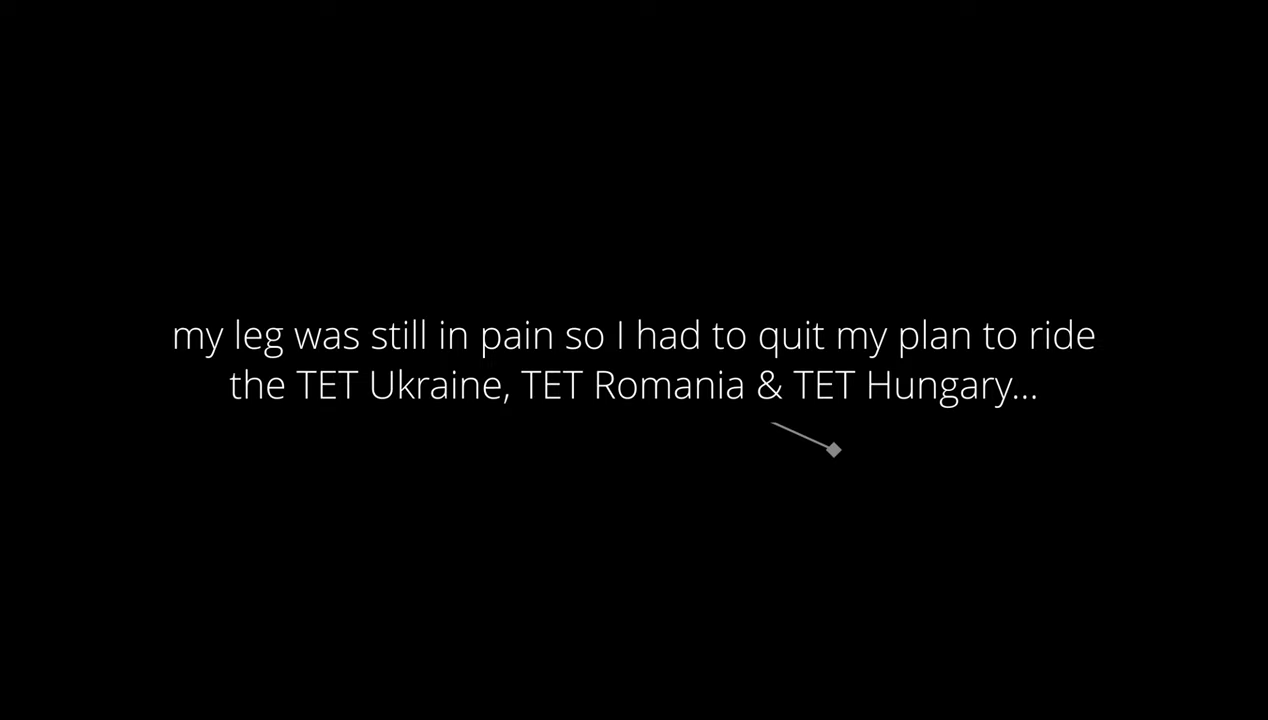 my leg was still in pain so I had to quit my plan to ride
the TET Ukraine, TET Romania & TET Hungary...